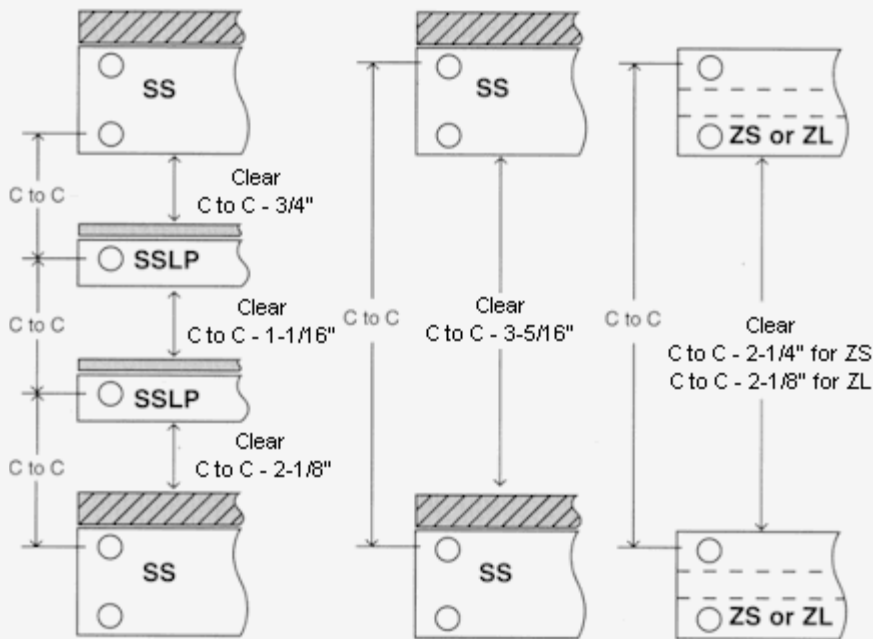 SS
C to C
Clear
C to C - 3/4"
SSLP
C to C
Clear
C to C - 1-1/16"
SSLP
C to C
Clear
C to C - 2-1/8"
SS
SS
C to C
Clear
C to C - 3-5/16"
SS
ZS or ZL
C to C
Clear
C to C - 2-1/4" for ZS
C to C - 2-1/8" for ZL
ZS or ZL